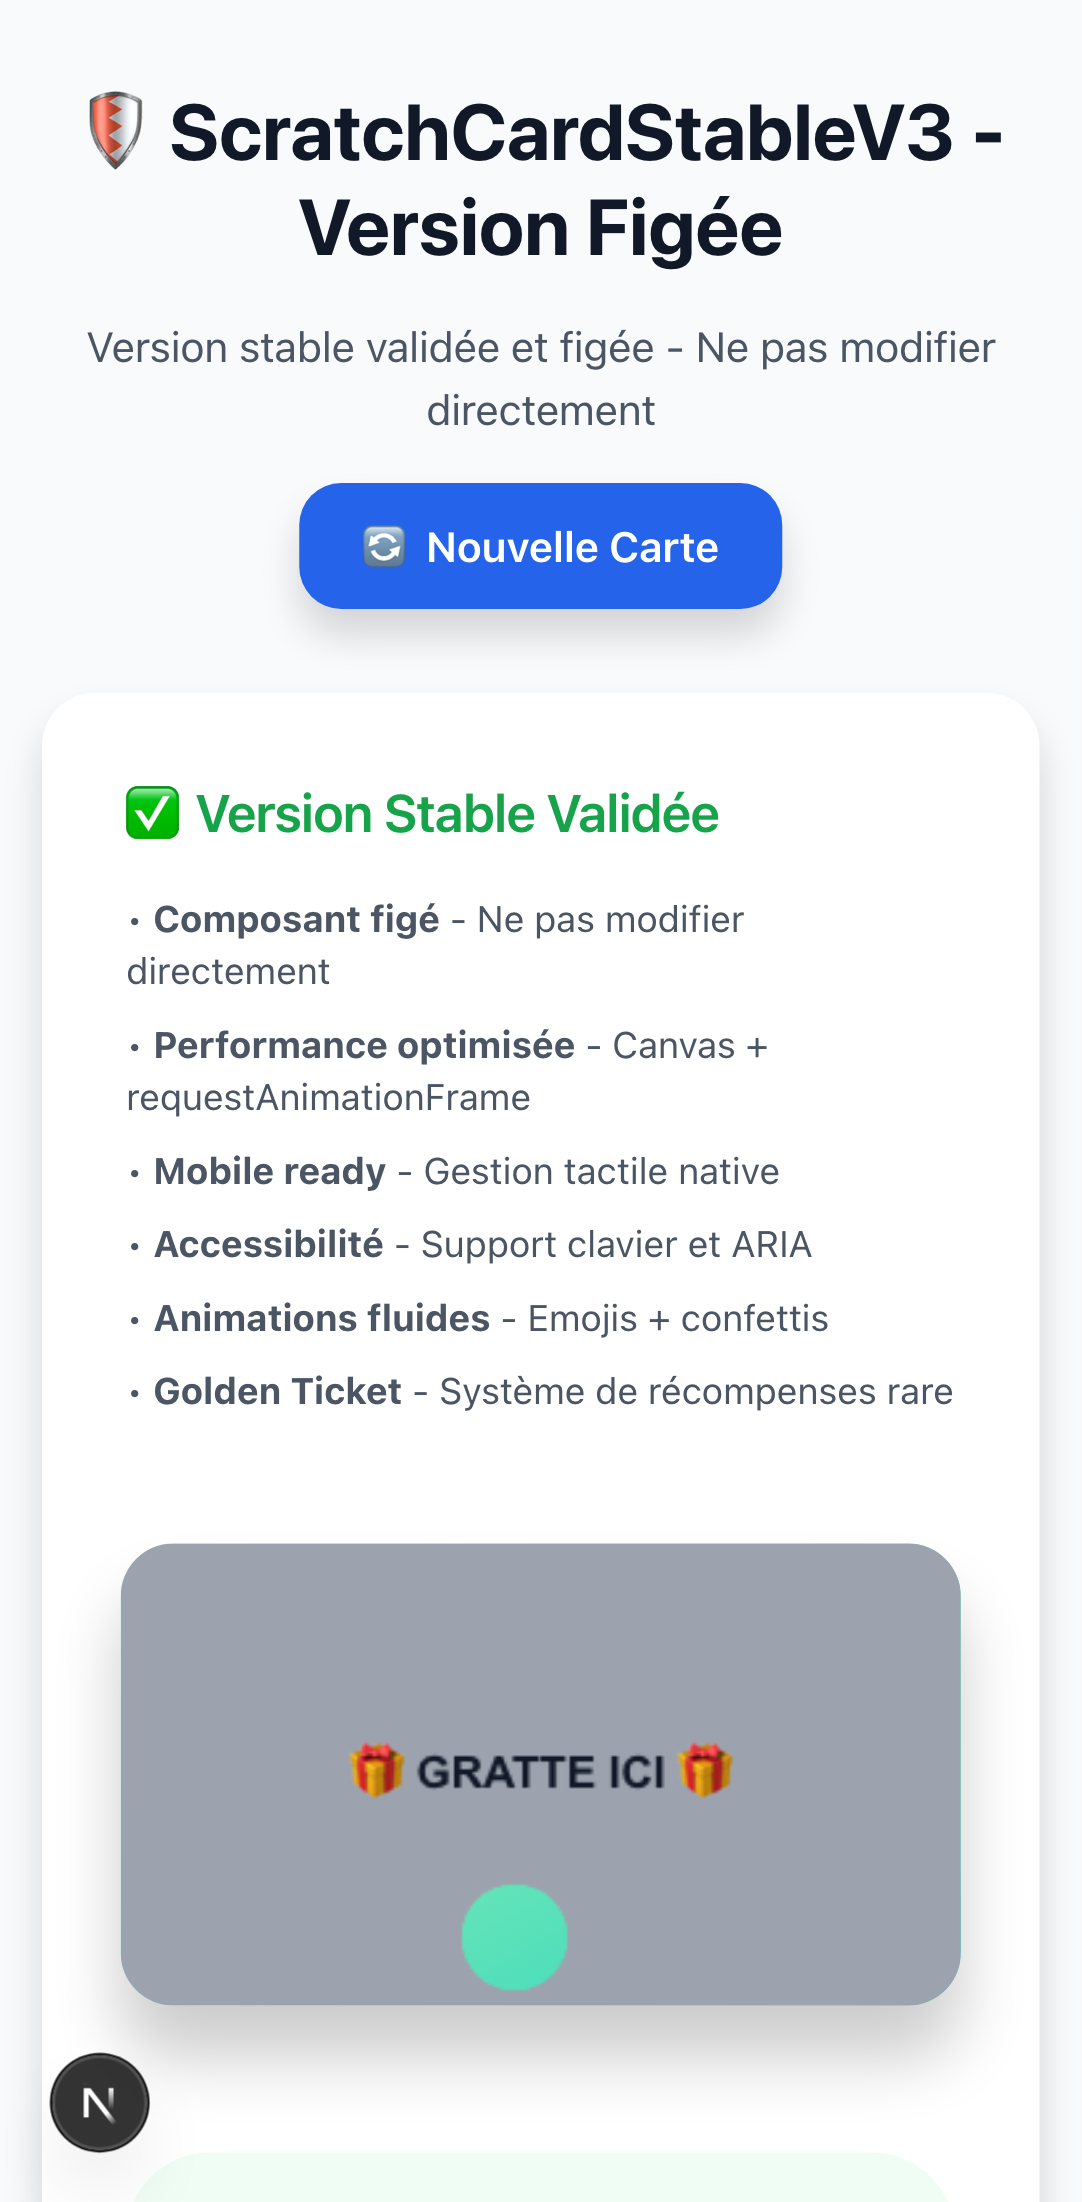 🛡️ ScratchCardStableV3 -
Version Figée
Version stable validée et figée - Ne pas modifier
directement
🔄 Nouvelle Carte
✅ Version Stable Validée
• Composant figé - Ne pas modifier
directement
• Performance optimisée - Canvas +
requestAnimationFrame
• Mobile ready - Gestion tactile native
• Accessibilité - Support clavier et ARIA
• Animations fluides - Emojis + confettis
• Golden Ticket - Système de récompenses rare
🎁 GRATTE ICI 🎁
N